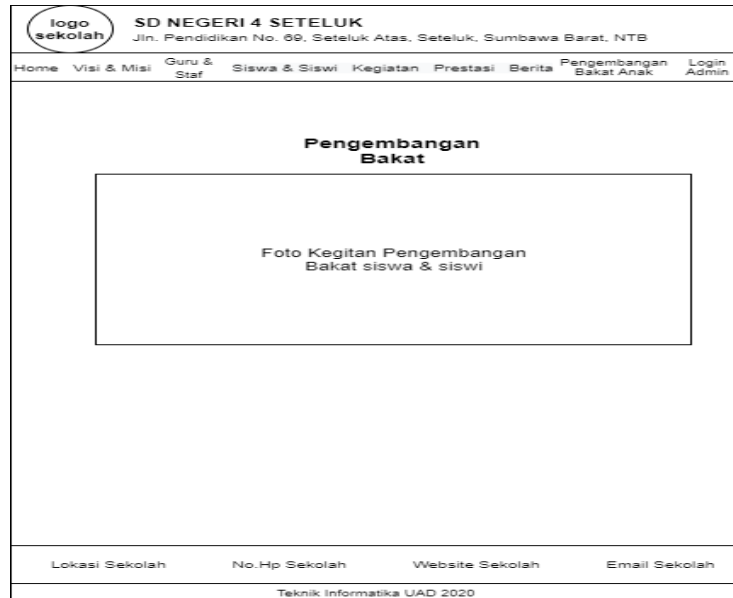 logo
sekolah
SD NEGERI 4 SETELUK
Jln. Pendidikan No. 69, Seteluk Atas, Seteluk, Sumbawa Barat, NTB
Home Visi & Misi Guru & Staf Siswa & Siswi Kegiatan Prestasi Berita Pengembangan Bakat Anak Login Admin
Pengembangan
Bakat
Foto Kegitan Pengembangan
Bakat siswa & siswi
Lokasi Sekolah No.Hp Sekolah Website Sekolah Email Sekolah
Teknik Informatika UAD 2020